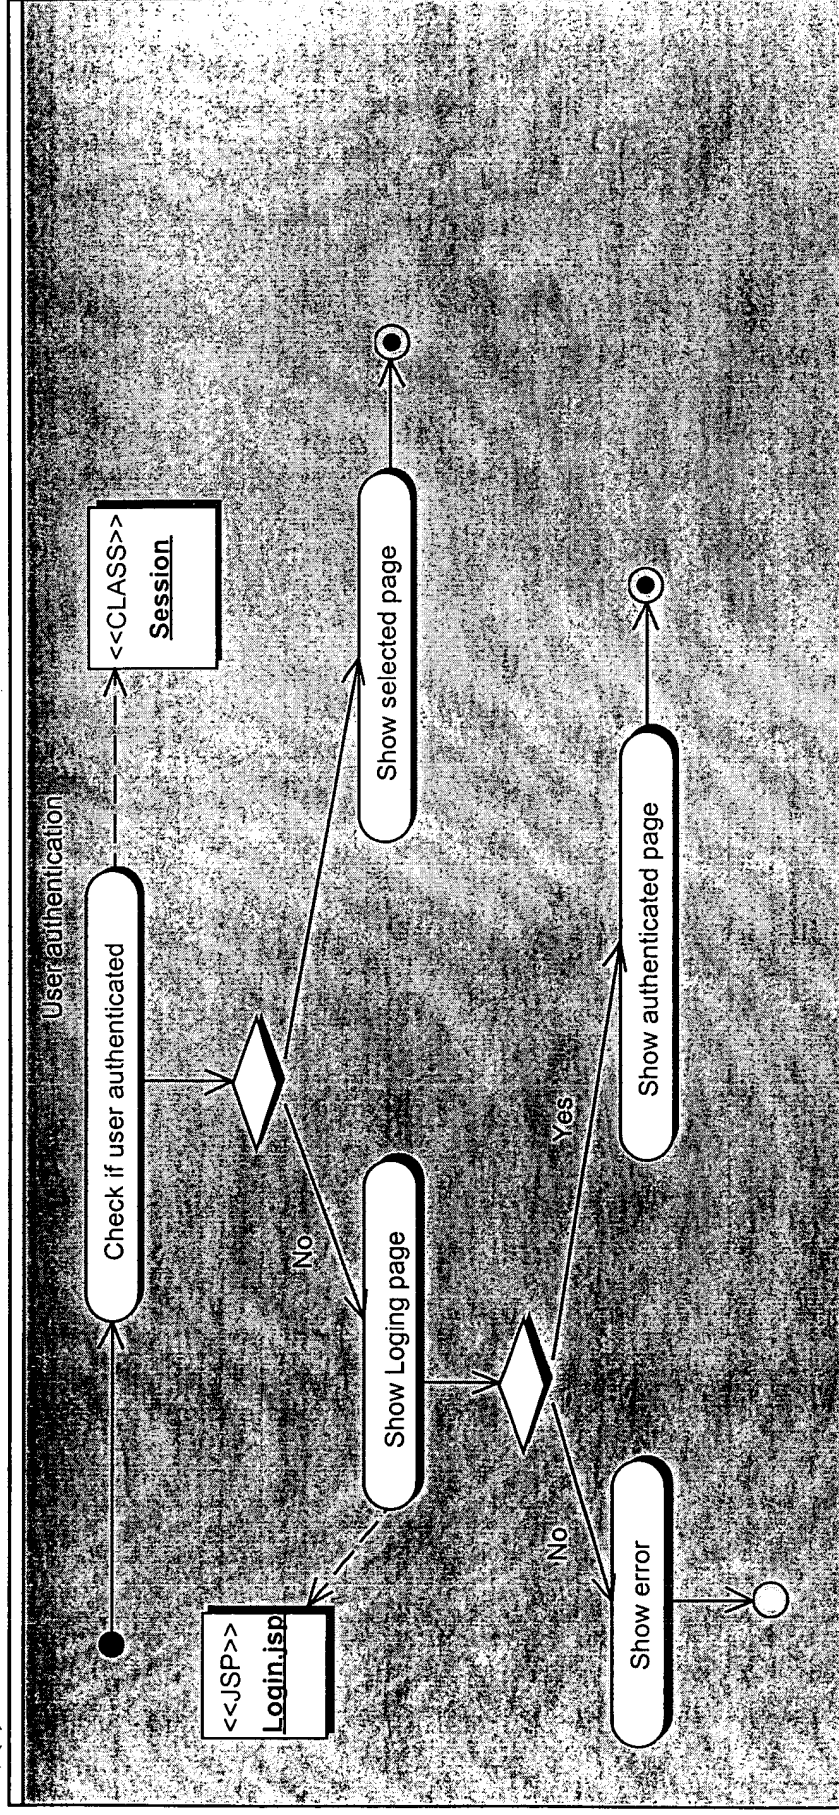 User authentication
Check if user authenticated
<<CLASS>>
Session
<<JSP>>
Login.jsp
No
Show Loging page
Show selected page
No
Yes
Show error
Show authenticated page